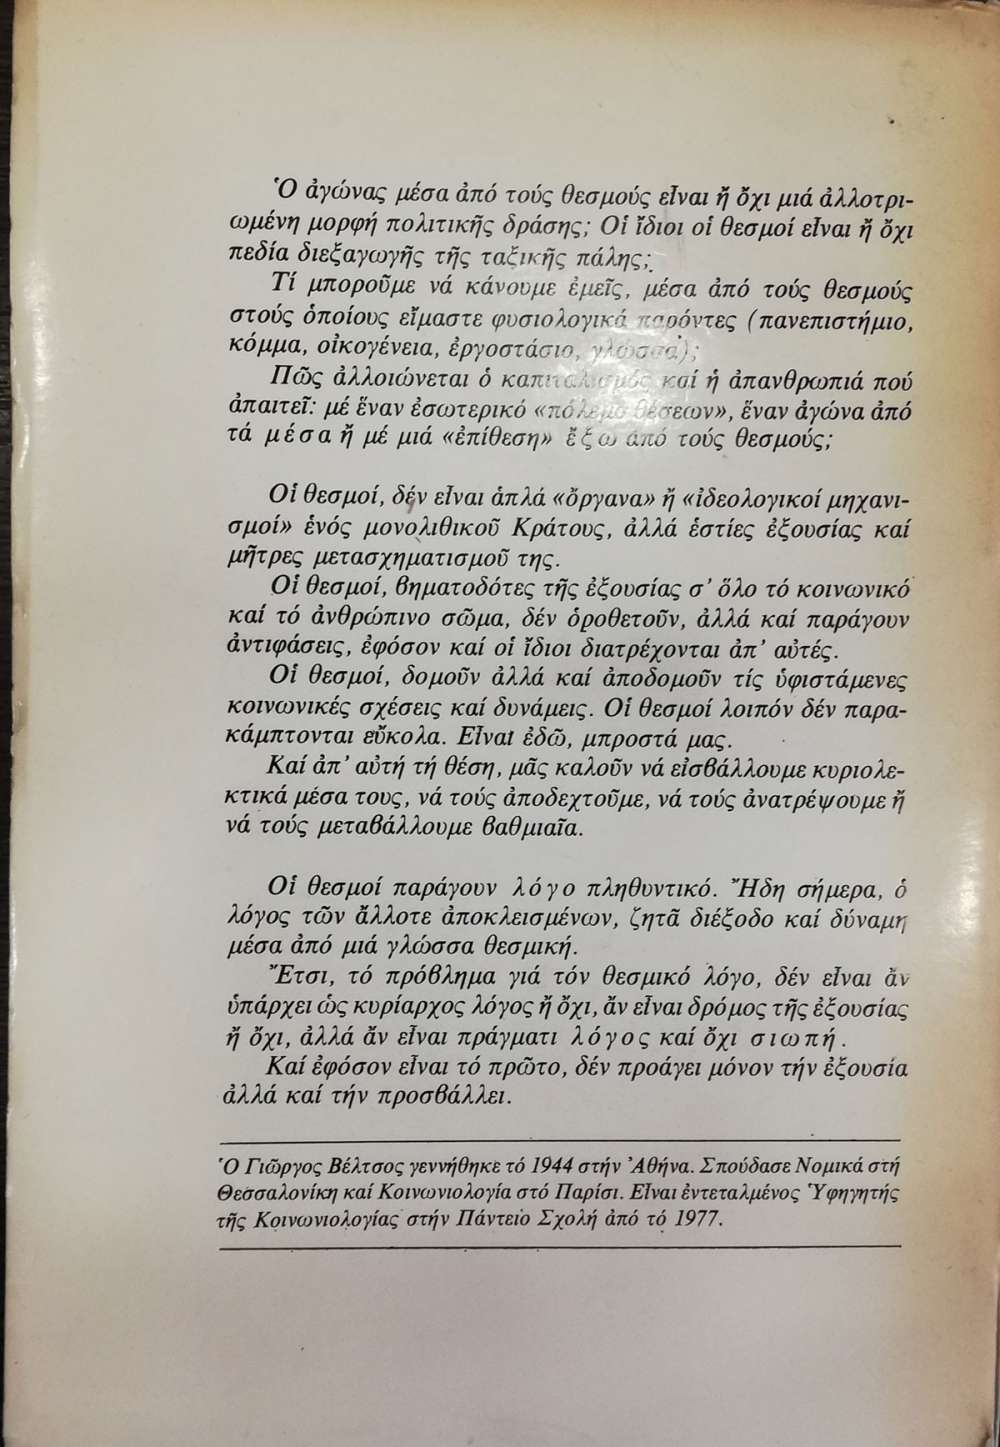 Ὁ ἀγώνας μέσα ἀπό τούς θεσμούς εἶναι ἤ ὄχι μιά ἀλλοτρι-
ωμένη μορφή πολιτικῆς δράσης; Οἱ ἴδιοι οἱ θεσμοί εἶναι ἤ ὄχι
πεδία διεξαγωγῆς τῆς ταξικῆς πάλης;
Τί μποροῦμε νά κάνουμε ἐμεῖς, μέσα ἀπό τούς θεσμούς
στούς ὁποίους εἴμαστε φυσιολογικά παρόντες (πανεπιστήμιο,
κόμμα, οἰκογένεια, ἐργοστάσιο, γλώσσα);
Πῶς ἀλλοιώνεται ὁ καπιταλισμός καί ἡ ἀπανθρωπιά πού
ἀπαιτεῖ: μέ ἕναν ἐσωτερικό «πόλεμο θέσεων», ἕναν ἀγώνα ἀπό
τά μέσα ἤ μέ μιά «ἐπίθεση» ἔξω ἀπό τούς θεσμούς;
Οἱ θεσμοί, δέν εἶναι ἁπλά «ὄργανα» ἤ «ἰδεολογικοί μηχανι-
σμοί» ἑνός μονολιθικοῦ Κράτους, ἀλλά ἑστίες ἐξουσίας καί
μῆτρες μετασχηματισμοῦ της.
Οἱ θεσμοί, βηματοδότες τῆς ἐξουσίας σ' ὅλο τό κοινωνικό
καί τό ἀνθρώπινο σῶμα, δέν ὁροθετοῦν, ἀλλά καί παράγουν
ἀντιφάσεις, ἐφόσον καί οἱ ἴδιοι διατρέχονται ἀπ' αὐτές.
Οἱ θεσμοί, δομοῦν ἀλλά καί ἀποδομοῦν τίς ὑφιστάμενες
κοινωνικές σχέσεις καί δυνάμεις. Οἱ θεσμοί λοιπόν δέν παρα-
κάμπτονται εὔκολα. Εἶναι ἐδῶ, μπροστά μας.
Καί ἀπ' αὐτή τή θέση, μᾶς καλοῦν νά εἰσβάλλουμε κυριολε-
κτικά μέσα τους, νά τούς ἀποδεχτοῦμε, νά τούς ἀνατρέψουμε ἤ
νά τούς μεταβάλλουμε βαθμιαῖα.
Οἱ θεσμοί παράγουν λόγο πληθυντικό. Ἤδη σήμερα, ὁ
λόγος τῶν ἄλλοτε ἀποκλεισμένων, ζητᾶ διέξοδο καί δύναμη
μέσα ἀπό μιά γλώσσα θεσμική.
Ἔτσι, τό πρόβλημα γιά τόν θεσμικό λόγο, δέν εἶναι ἄν
ὑπάρχει ὡς κυρίαρχος λόγος ἤ ὄχι, ἄν εἶναι δρόμος τῆς ἐξουσίας
ἤ ὄχι, ἀλλά ἄν εἶναι πράγματι λόγος καί ὄχι σιωπή.
Καί ἐφόσον εἶναι τό πρῶτο, δέν προάγει μόνον τήν ἐξουσία
ἀλλά καί τήν προσβάλλει.
Ὁ Γιῶργος Βέλτσος γεννήθηκε τό 1944 στήν Ἀθήνα. Σπούδασε Νομικά στή
Θεσσαλονίκη καί Κοινωνιολογία στό Παρίσι. Εἶναι ἐντεταλμένος Ὑφηγητής
τῆς Κοινωνιολογίας στήν Πάντειο Σχολή ἀπό τό 1977.